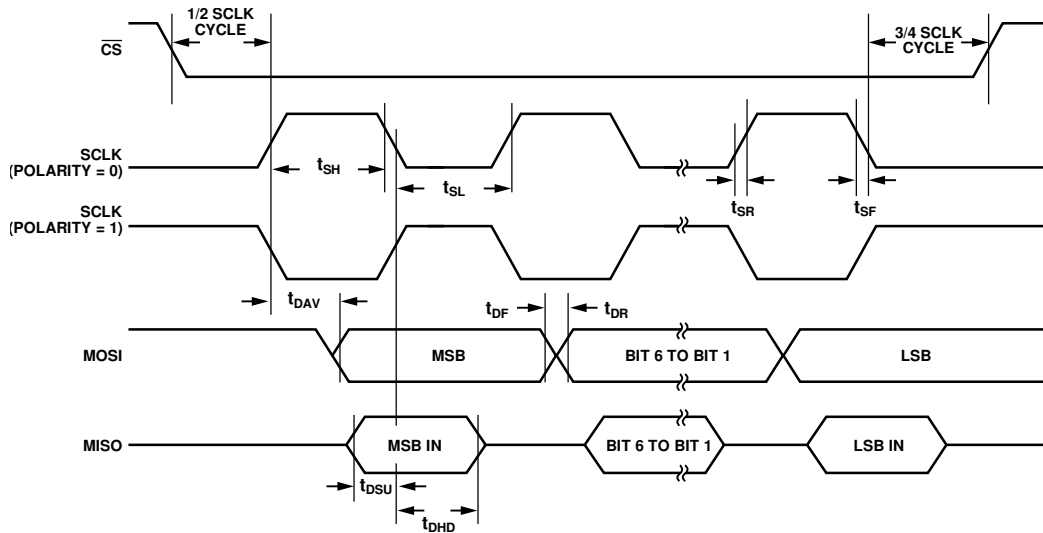 1/2 SCLK
CYCLE
3/4 SCLK
CYCLE
CS
SCLK
(POLARITY = 0)
tSH
tSL
tSR
tSF
SCLK
(POLARITY = 1)
tDAV
tDF
tDR
MOSI
MSB
BIT 6 TO BIT 1
LSB
MISO
MSB IN
BIT 6 TO BIT 1
LSB IN
tDSU
tDHD